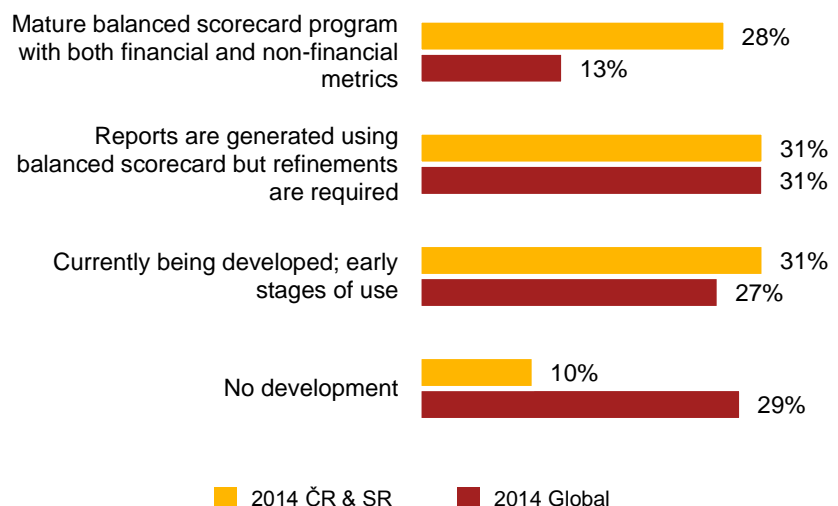 Mature balanced scorecard program
with both financial and non-financial
metrics
28%
13%
Reports are generated using
balanced scorecard but refinements
are required
31%
31%
Currently being developed; early
stages of use
31%
27%
No development
10%
29%
2014 ČR & SR
2014 Global